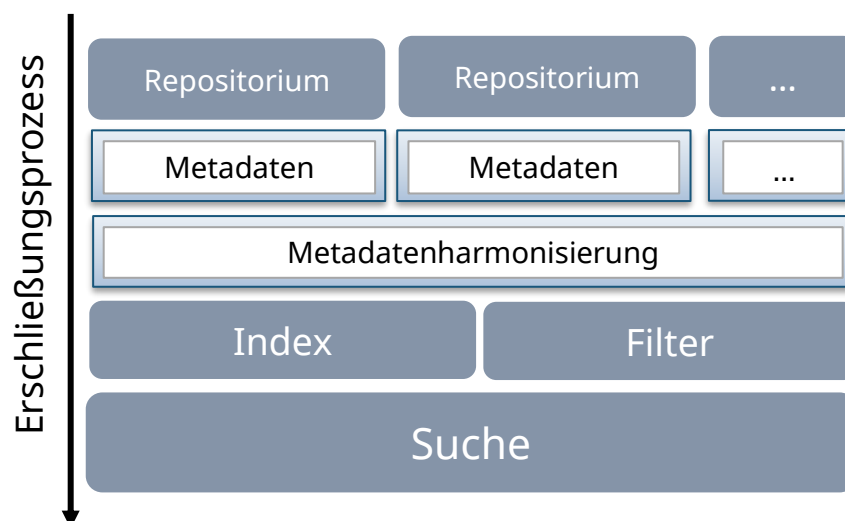 Erschließungsprozess
Repositorium Repositorium ...
Metadaten Metadaten ...
Metadatenharmonisierung
Index Filter
Suche